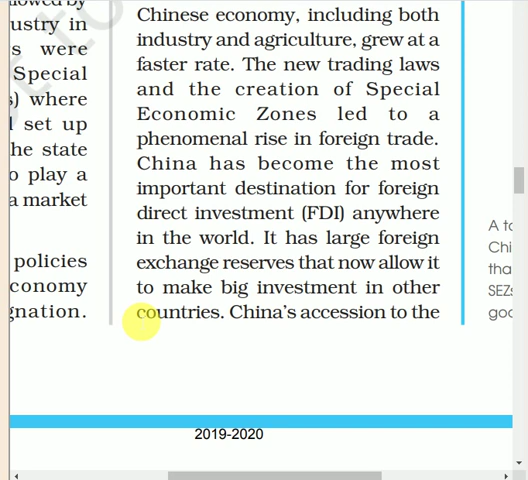 ustry in
s were
Special
s) where
set up
he state
o play a
a market
policies
conomy
gnation.
Chinese economy, including both
industry and agriculture, grew at a
faster rate. The new trading laws
and the creation of Special
Economic Zones led to a
phenomenal rise in foreign trade.
China has become the most
important destination for foreign
direct investment (FDI) anywhere
in the world. It has large foreign
exchange reserves that now allow it
to make big investment in other
countries. China's accession to the
A to
Chi
tha
SEZs
goo
2019-2020